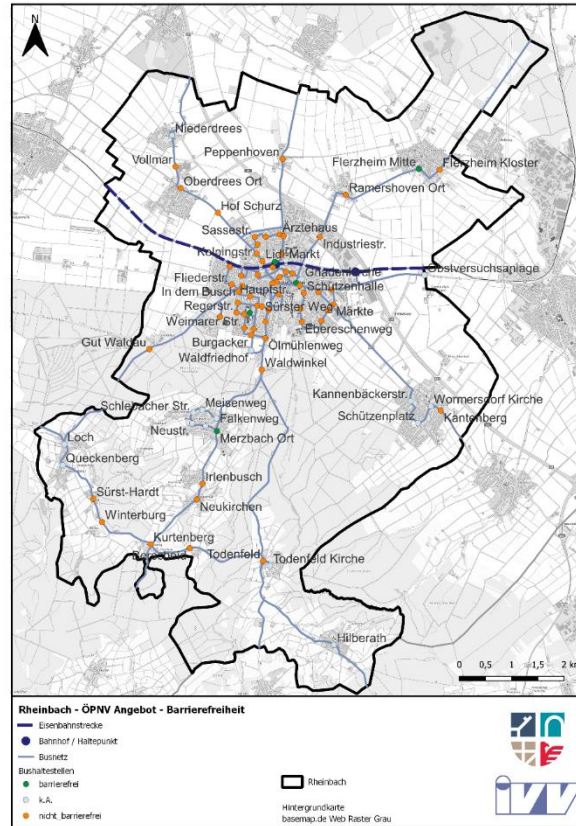 N
Niederdrees
Vollmar
Peppenhoven
Flerzheim Mitte
Flerzheim Kloster
Oberdrees Ort
Ramershoven Ort
Hof Schurz
Sassestr.
Ärztehaus
Industriestr.
Kolpingstr.
Lidl-Markt
Gnadenkirche
Obstversuchsanlage
Fliederstr.
Schützenhalle
In dem Busch
Hauptstr.
Regerstr.
Sürster Weg
Märkte
Weimarer Str.
Ebereschenweg
Gut Waldau
Burgacker
Ölmühlenweg
Waldfriedhof
Waldwinkel
Kannenbäckerstr.
Wormersdorf Kirche
Schlebacher Str.
Meisenweg
Schützenplatz
Kantenberg
Falkenweg
Loch
Neustr.
Merzbach Ort
Queckenberg
Irlenbusch
Sürst-Hardt
Neukirchen
Winterburg
Kurtenberg
Todenfeld
Todenfeld Kirche
Hilberath
0 0,5 1 1,5 2 km
Rheinbach - ÖPNV Angebot - Barrierefreiheit
Eisenbahnstrecke
Bahnhof / Haltepunkt
Busnetz
Bushaltestellen
barrierefrei
k.A.
nicht_barrierefrei
Rheinbach
Hintergrundkarte
basemap.de Web Raster Grau
ivv